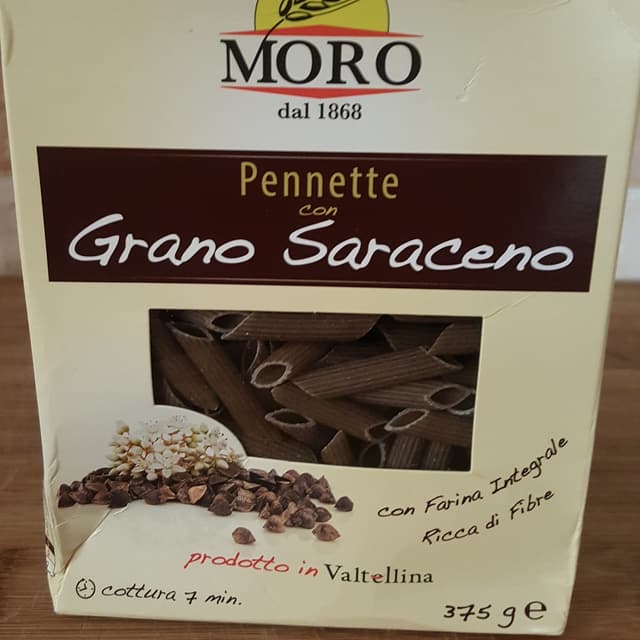 MORO
dal 1868
Pennette
con
Grano Saraceno
con Farina Integrale
Ricca di Fibre
prodotto in Valtellina
cottura 7 min.
375 g e